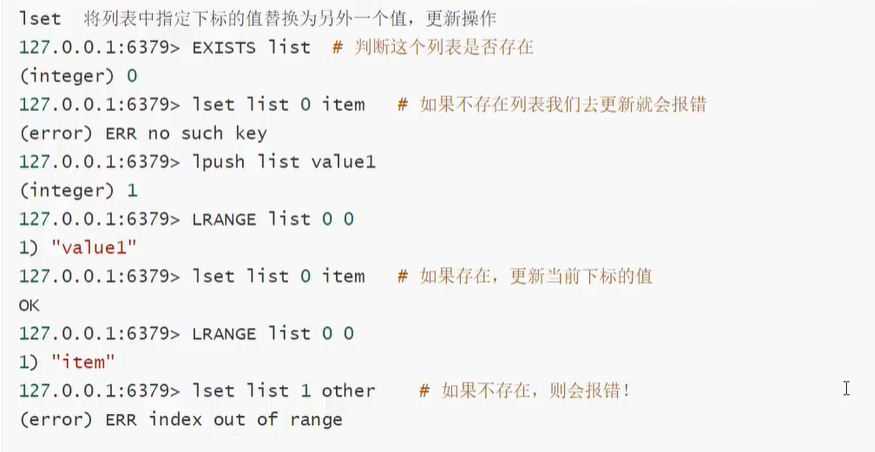 lset 将列表中指定下标的值替换为另外一个值，更新操作
127.0.0.1:6379> EXISTS list # 判断这个列表是否存在
(integer) 0
127.0.0.1:6379> lset list 0 item # 如果不存在列表我们去更新就会报错
(error) ERR no such key
127.0.0.1:6379> lpush list value1
(integer) 1
127.0.0.1:6379> LRANGE list 0 0
1) "value1"
127.0.0.1:6379> lset list 0 item # 如果存在，更新当前下标的值
OK
127.0.0.1:6379> LRANGE list 0 0
1) "item"
127.0.0.1:6379> lset list 1 other # 如果不存在，则会报错！
(error) ERR index out of range